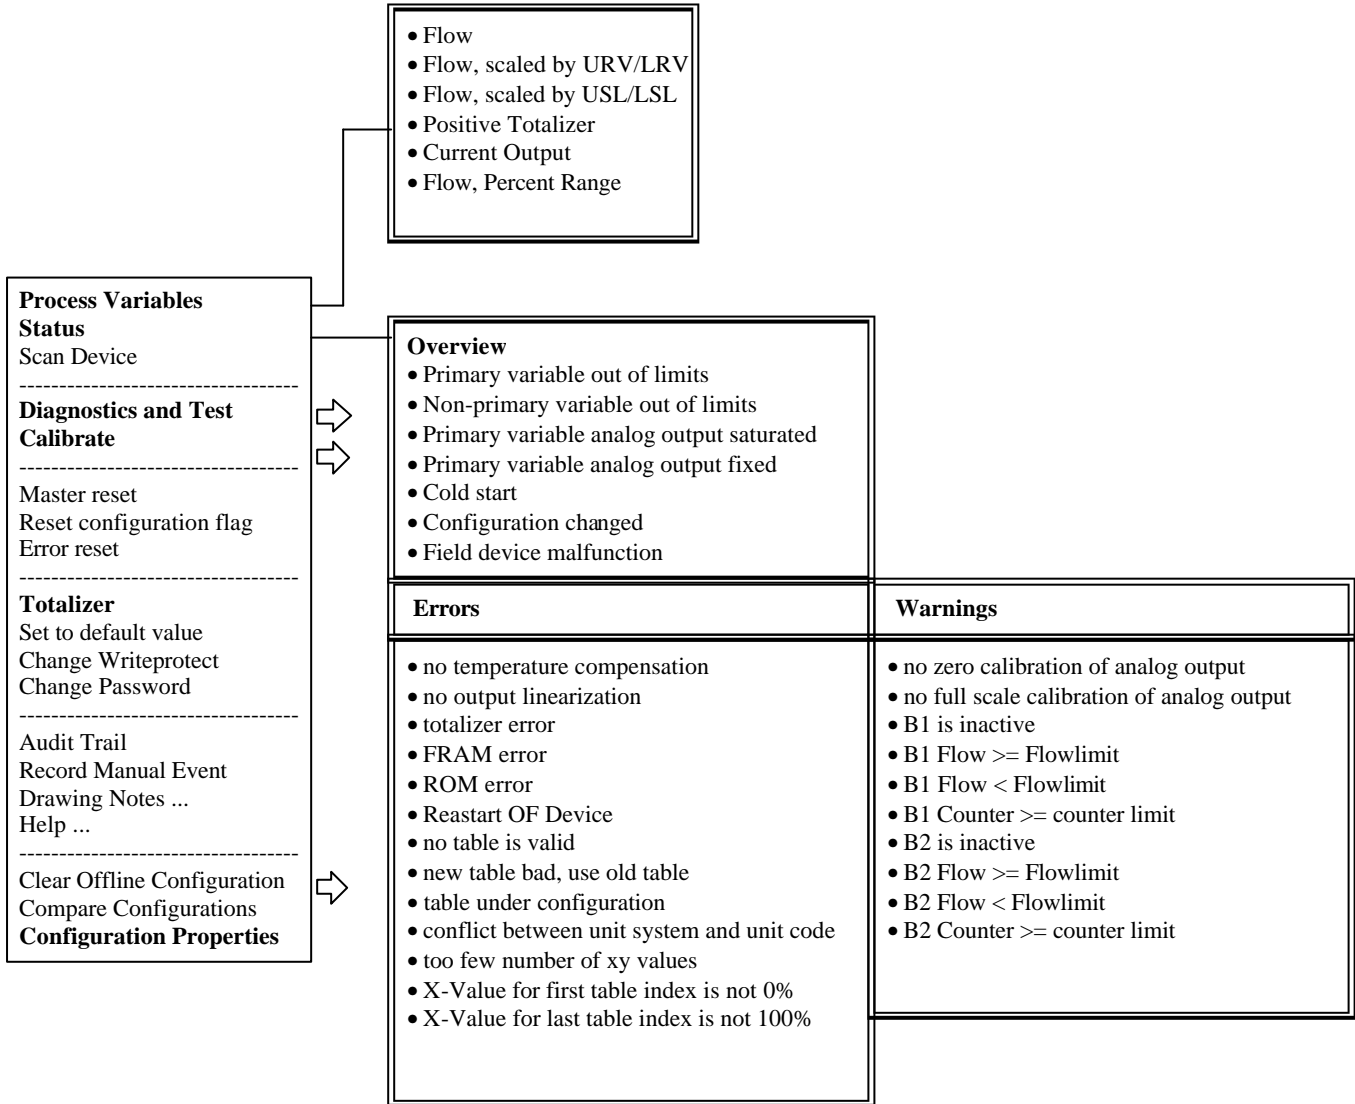 • Flow
• Flow, scaled by URV/LRV
• Flow, scaled by USL/LSL
• Positive Totalizer
• Current Output
• Flow, Percent Range
Process Variables
Status
Scan Device
-----------------------------------
Diagnostics and Test
Calibrate
-----------------------------------
Master reset
Reset configuration flag
Error reset
-----------------------------------
Totalizer
Set to default value
Change Writeprotect
Change Password
-----------------------------------
Audit Trail
Record Manual Event
Drawing Notes ...
Help ...
-----------------------------------
Clear Offline Configuration
Compare Configurations
Configuration Properties
Overview
• Primary variable out of limits
• Non-primary variable out of limits
• Primary variable analog output saturated
• Primary variable analog output fixed
• Cold start
• Configuration changed
• Field device malfunction
Errors
• no temperature compensation
• no output linearization
• totalizer error
• FRAM error
• ROM error
• Reastart OF Device
• no table is valid
• new table bad, use old table
• table under configuration
• conflict between unit system and unit code
• too few number of xy values
• X-Value for first table index is not 0%
• X-Value for last table index is not 100%
Warnings
• no zero calibration of analog output
• no full scale calibration of analog output
• B1 is inactive
• B1 Flow >= Flowlimit
• B1 Flow < Flowlimit
• B1 Counter >= counter limit
• B2 is inactive
• B2 Flow >= Flowlimit
• B2 Flow < Flowlimit
• B2 Counter >= counter limit